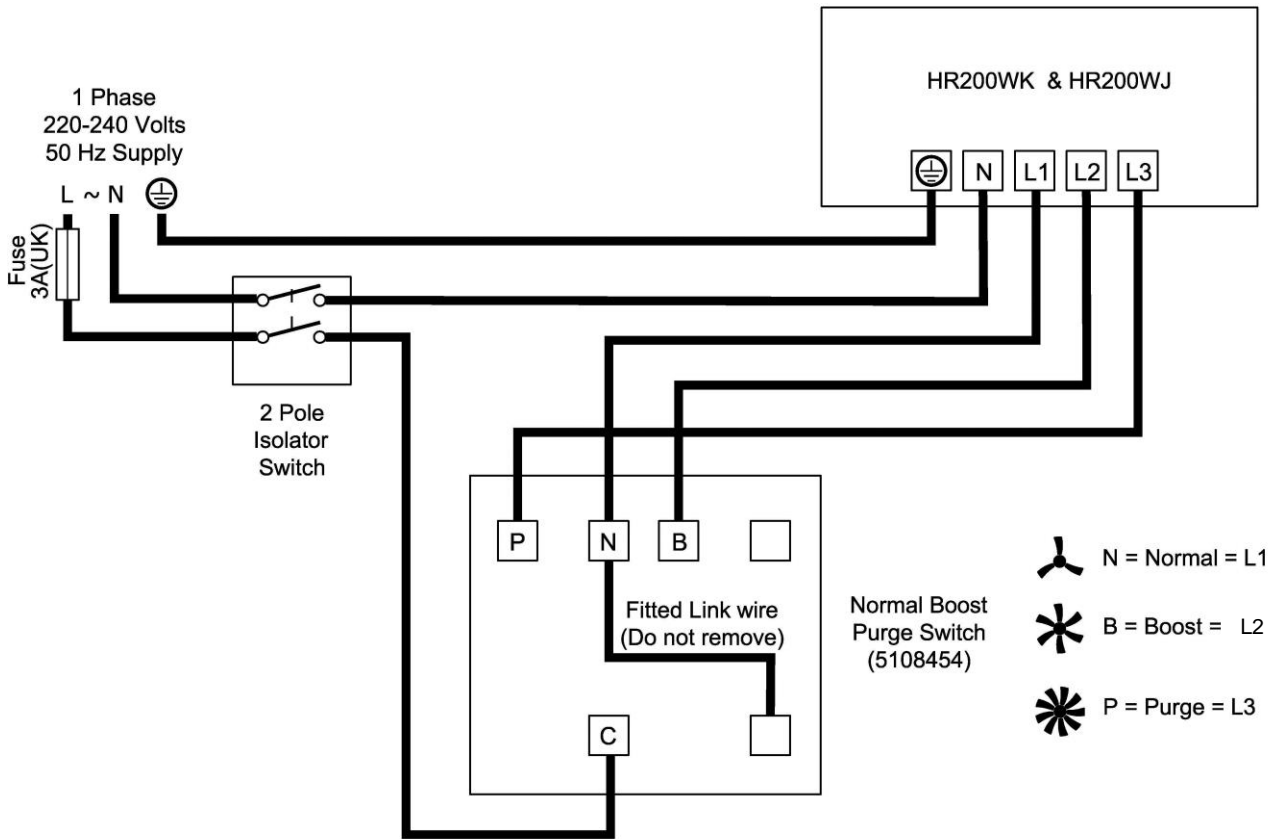 HR200WK & HR200WJ
N
L1
L2
L3
1 Phase
220-240 Volts
50 Hz Supply
L ~ N
Fuse
3A(UK)
2 Pole
Isolator
Switch
P
N
B
Fitted Link wire
(Do not remove)
C
Normal Boost
Purge Switch
(5108454)
N = Normal = L1
B = Boost = L2
P = Purge = L3